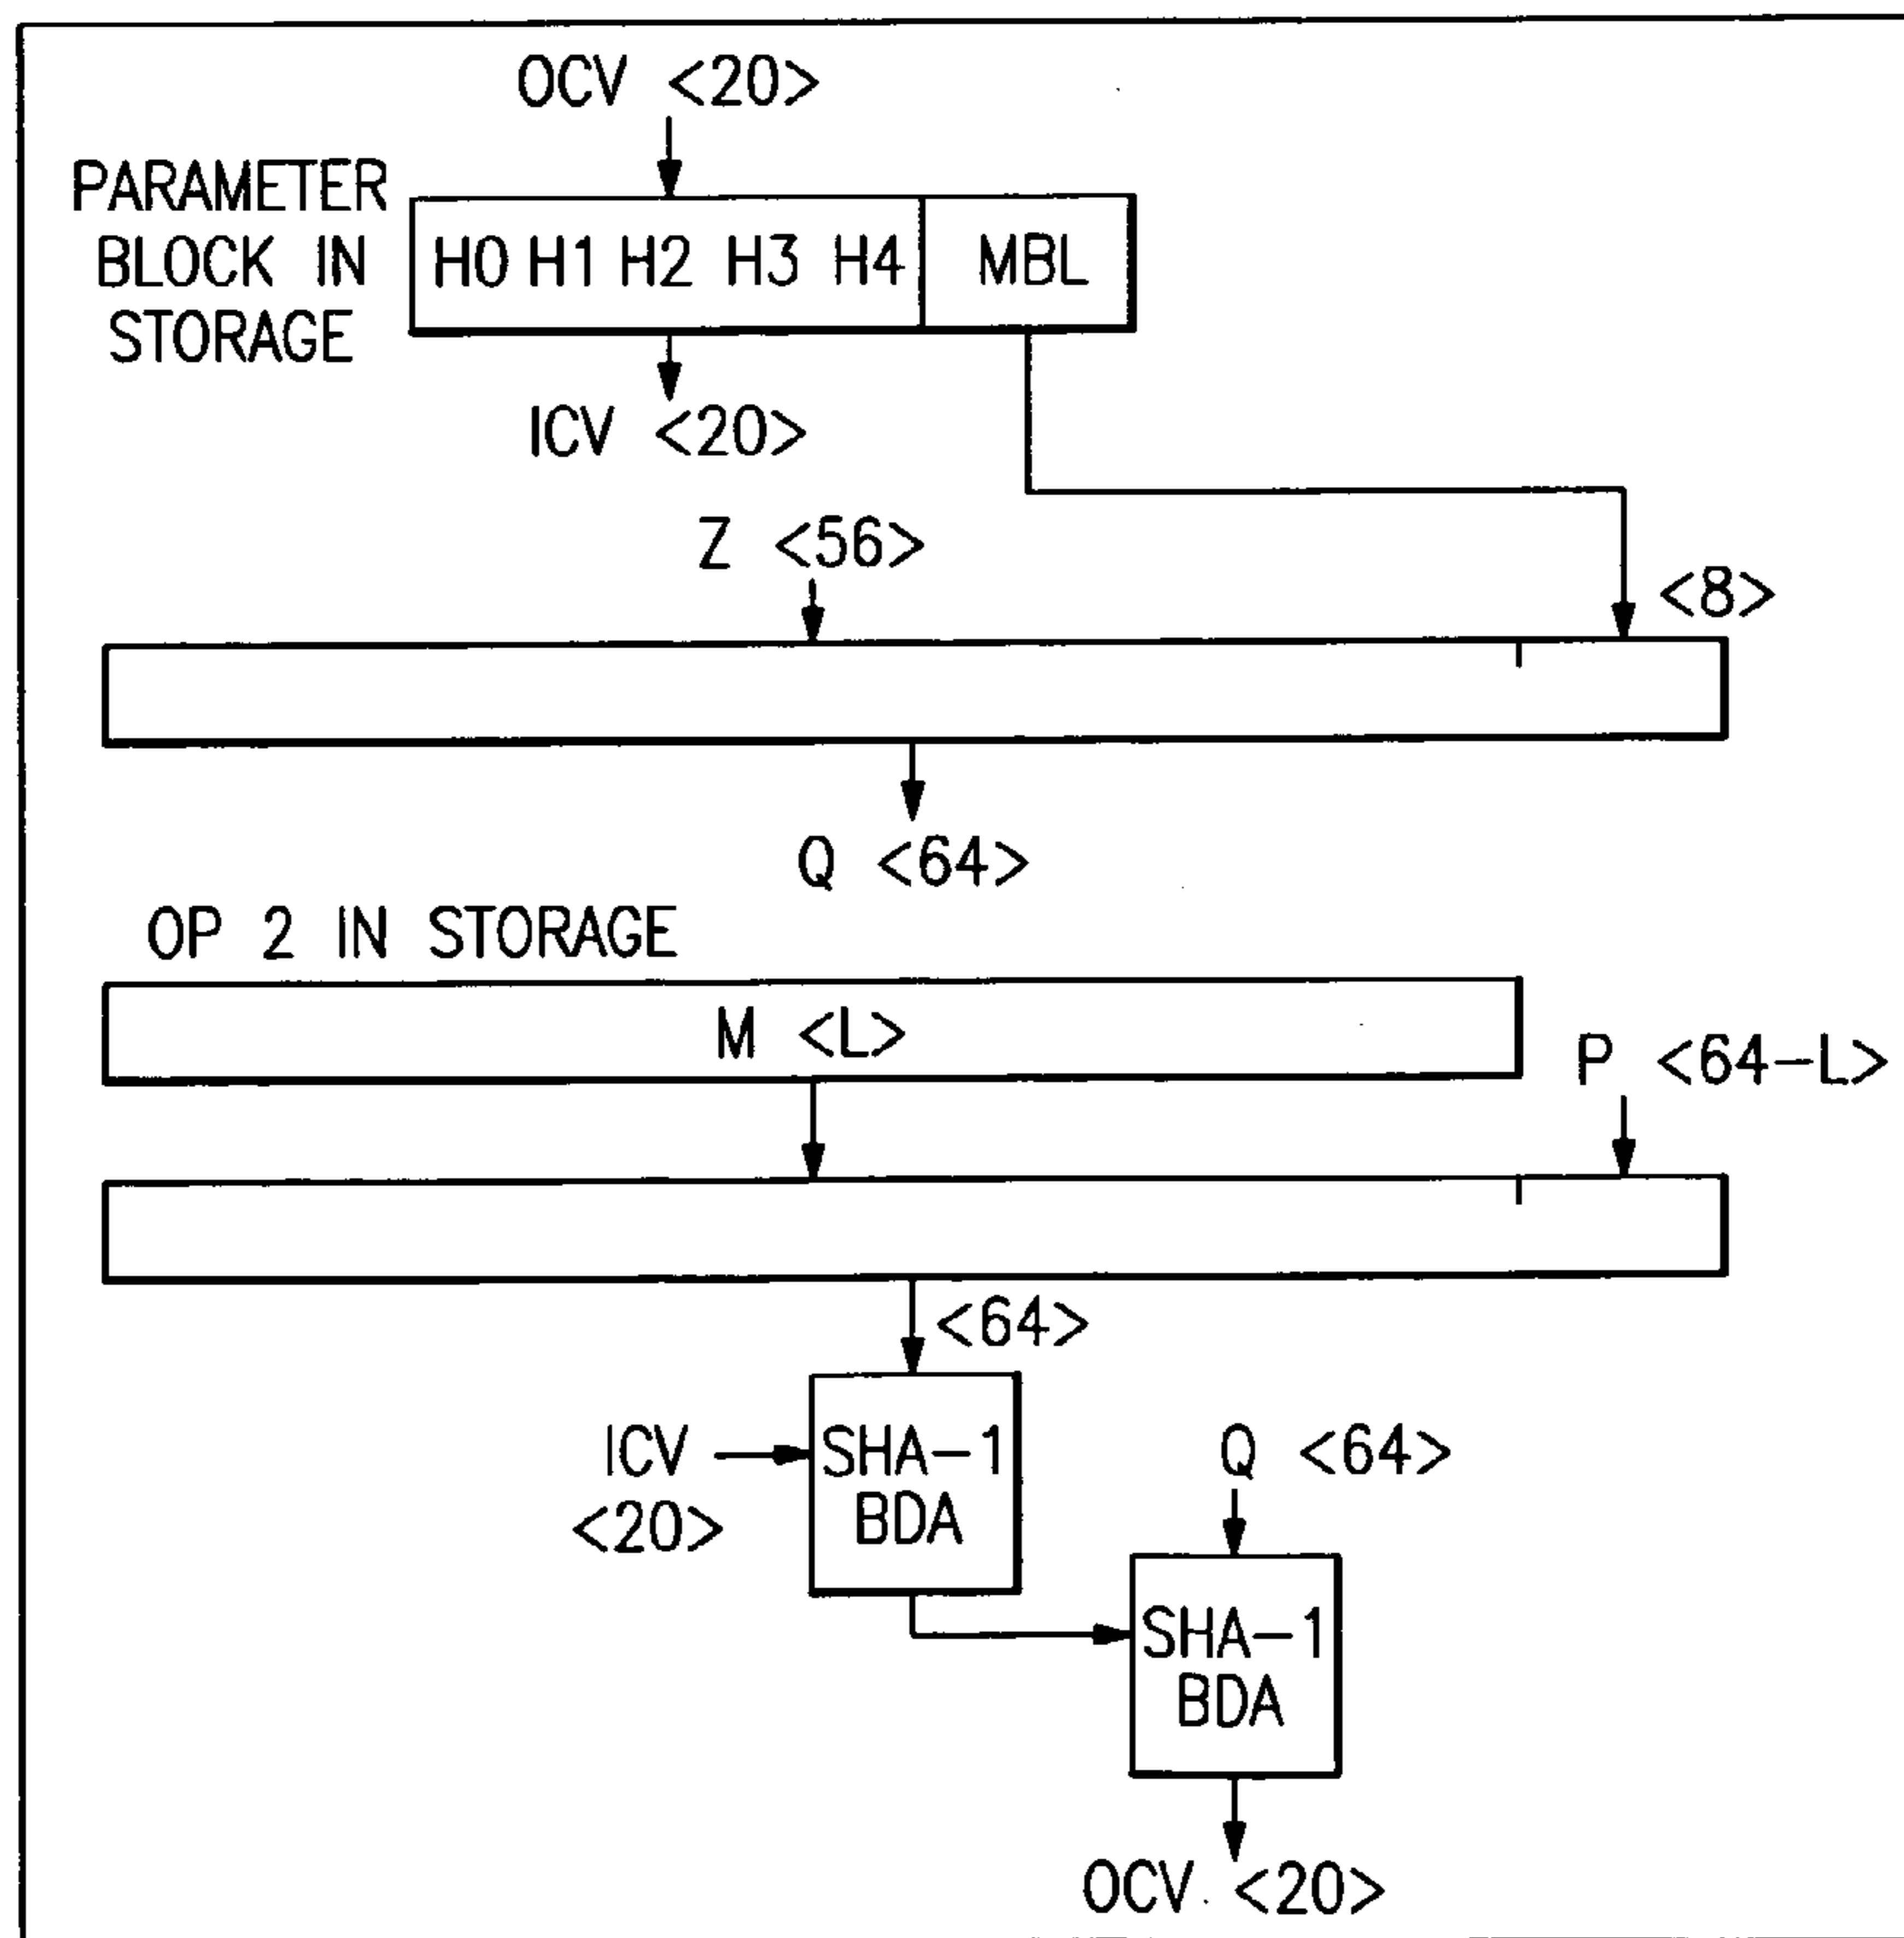 OCV <20>
PARAMETER
BLOCK IN
STORAGE
H0 H1 H2 H3 H4 MBL
ICV <20>
Z <56>
<8>
Q <64>
OP 2 IN STORAGE
M <L>
P <64-L>
<64>
ICV
<20>
SHA-1
BDA
Q <64>
SHA-1
BDA
OCV <20>